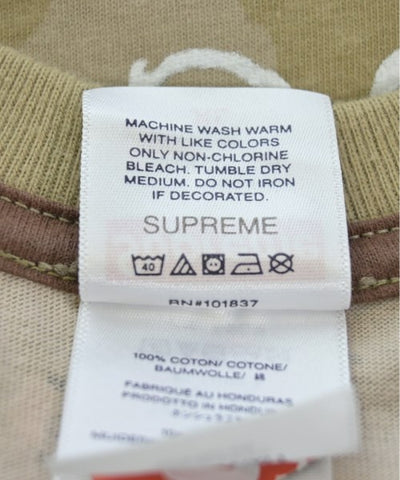 MACHINE WASH WARM
WITH LIKE COLORS
ONLY NON-CHLORINE
BLEACH. TUMBLE DRY
MEDIUM. DO NOT IRON
IF DECORATED.
SUPREME
40
RN#101837
100% COTTON/ COTONE/
BAUMWOLLE/ 綿
FABRIQUÉ AU HONDURAS
PRODOTTO IN HONDURAS